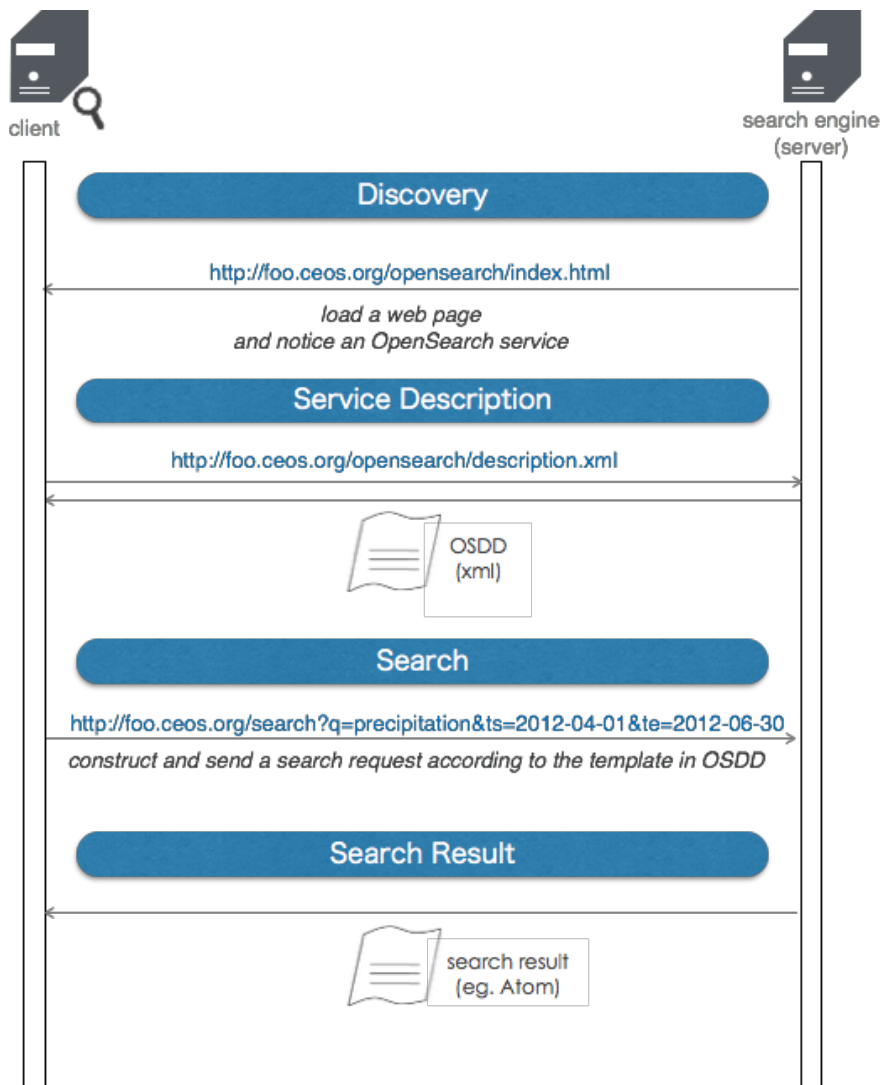 client
search engine
(server)
Discovery
http://foo.ceos.org/opensearch/index.html
load a web page
and notice an OpenSearch service
Service Description
http://foo.ceos.org/opensearch/description.xml
OSDD
(xml)
Search
http://foo.ceos.org/search?q=precipitation&ts=2012-04-01&te=2012-06-30
construct and send a search request according to the template in OSDD
Search Result
search result
(eg. Atom)